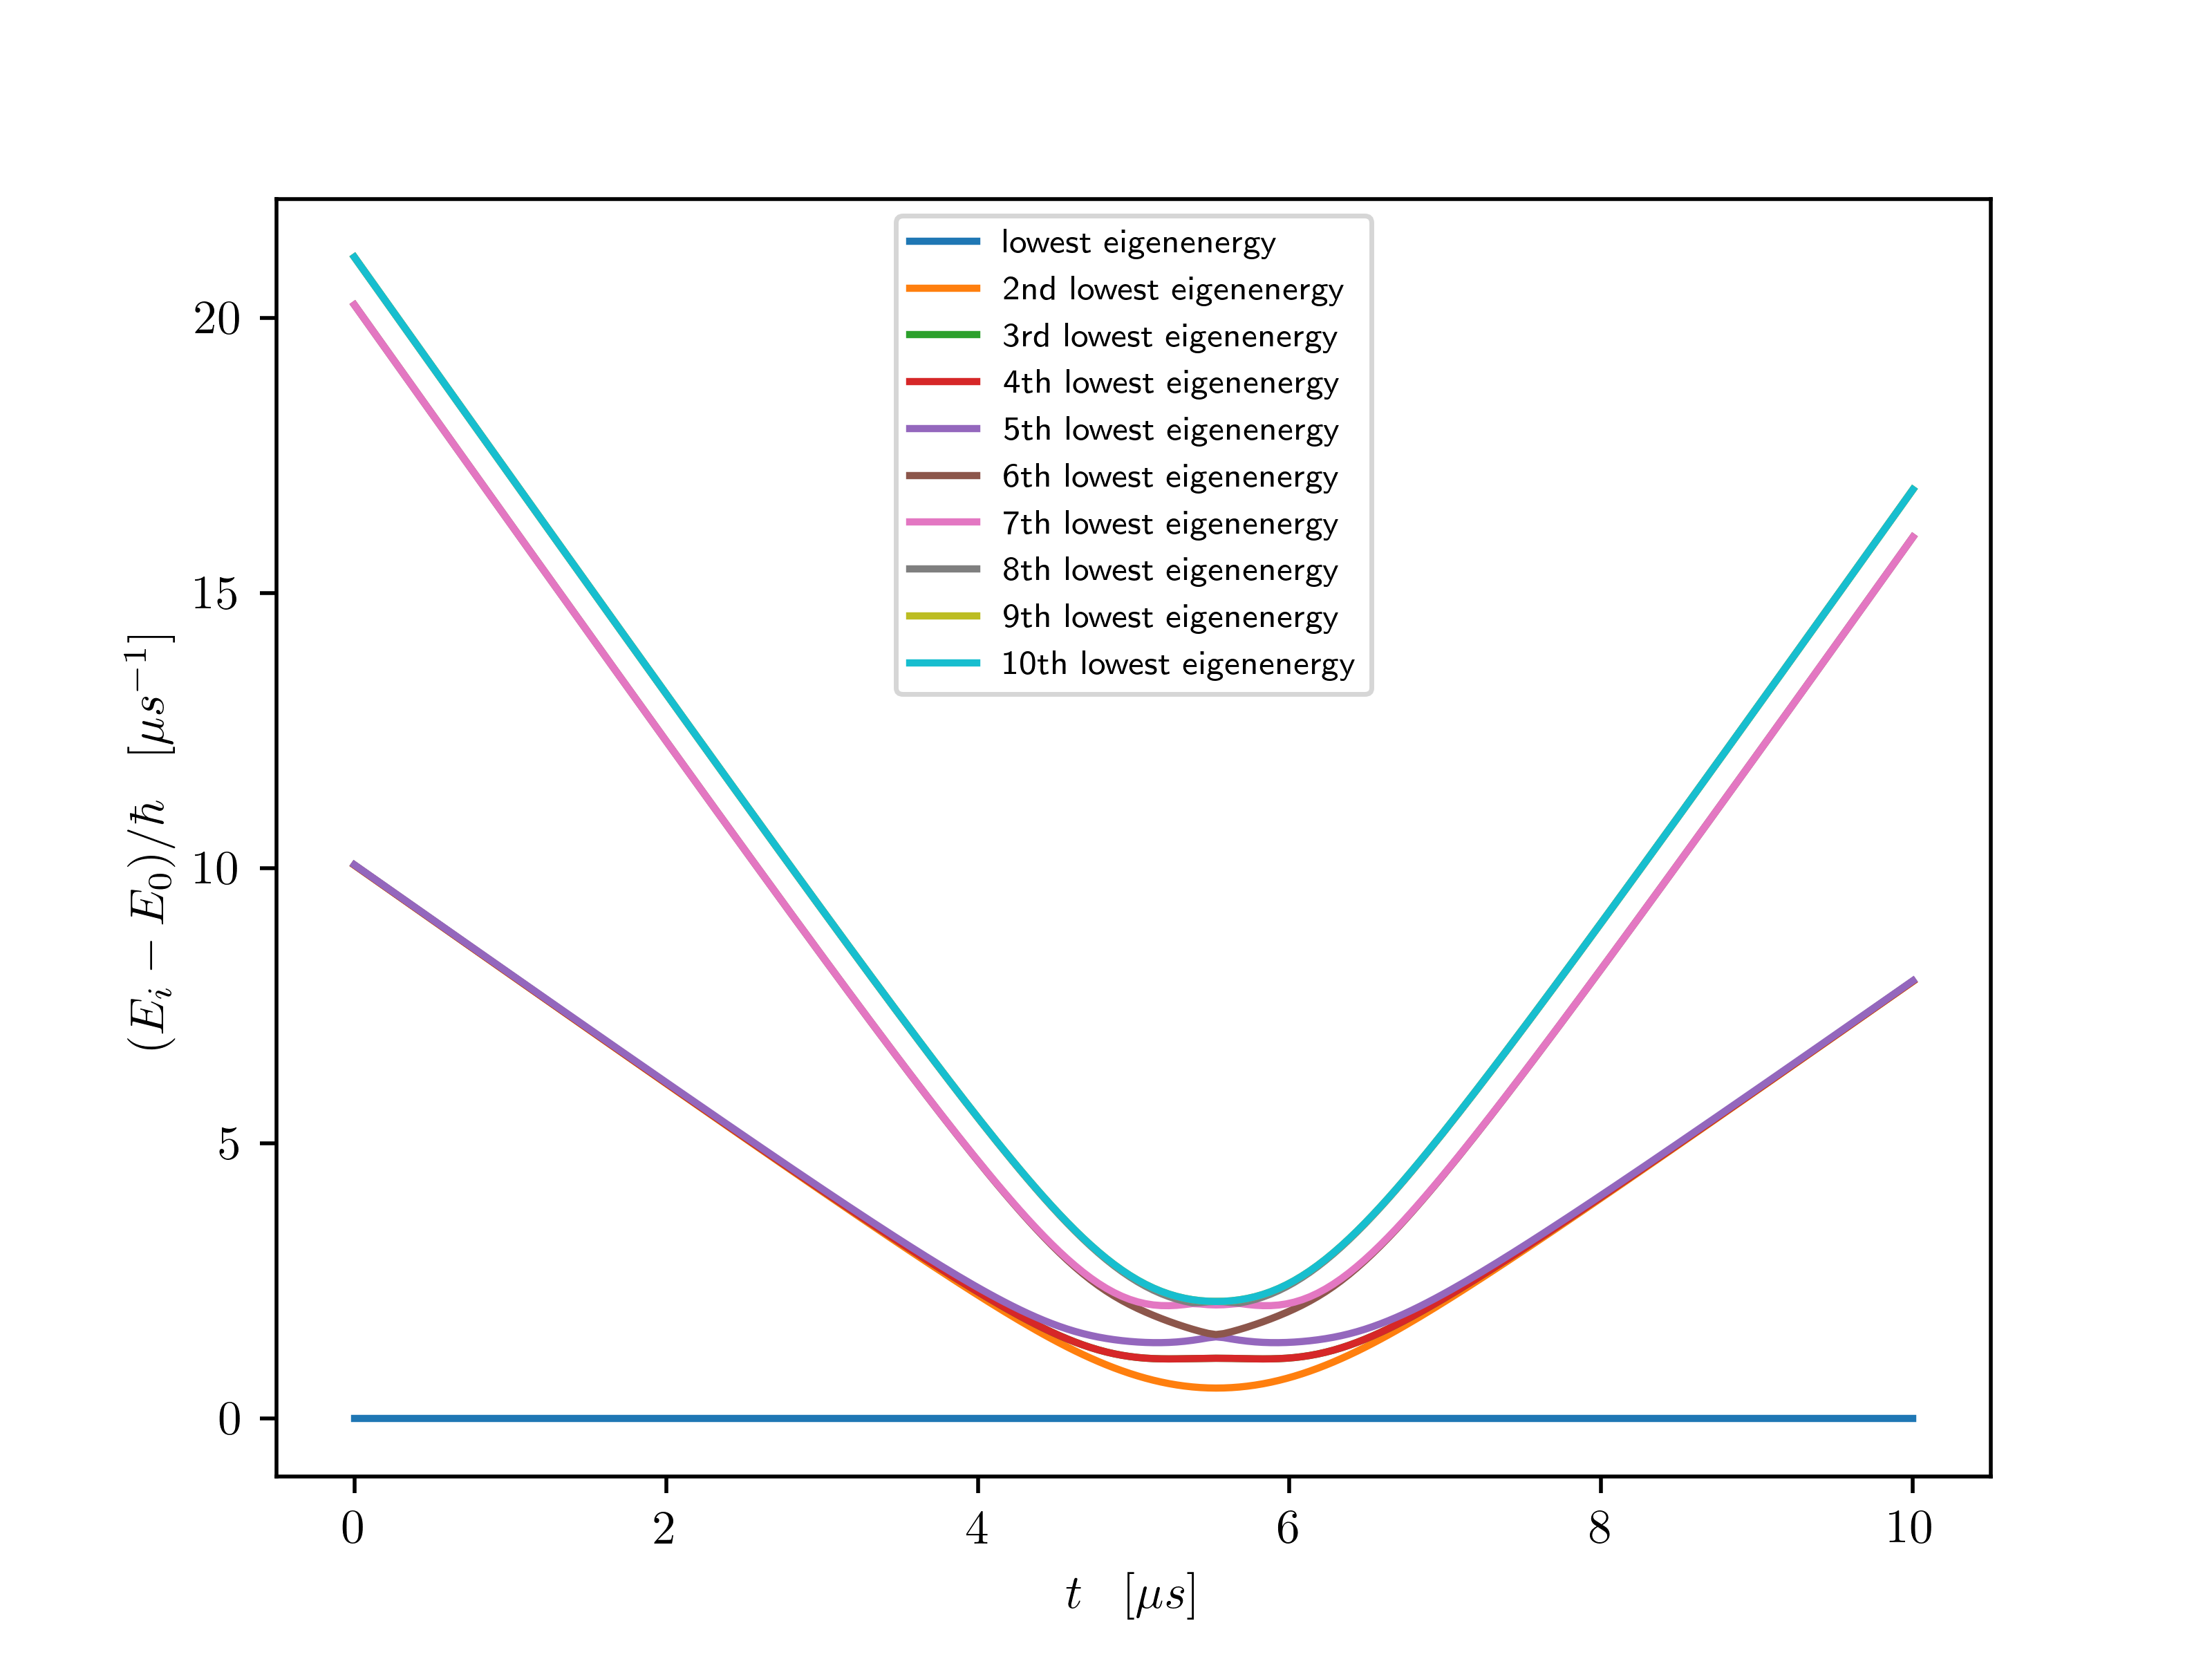 lowest eigenenergy
2nd lowest eigenenergy
3rd lowest eigenenergy
4th lowest eigenenergy
5th lowest eigenenergy
6th lowest eigenenergy
7th lowest eigenenergy
8th lowest eigenenergy
9th lowest eigenenergy
10th lowest eigenenergy
20
15
10
5
0
(E_i − E_0)/ħ [μs^{−1}]
0 2 4 6 8 10
t [μs]